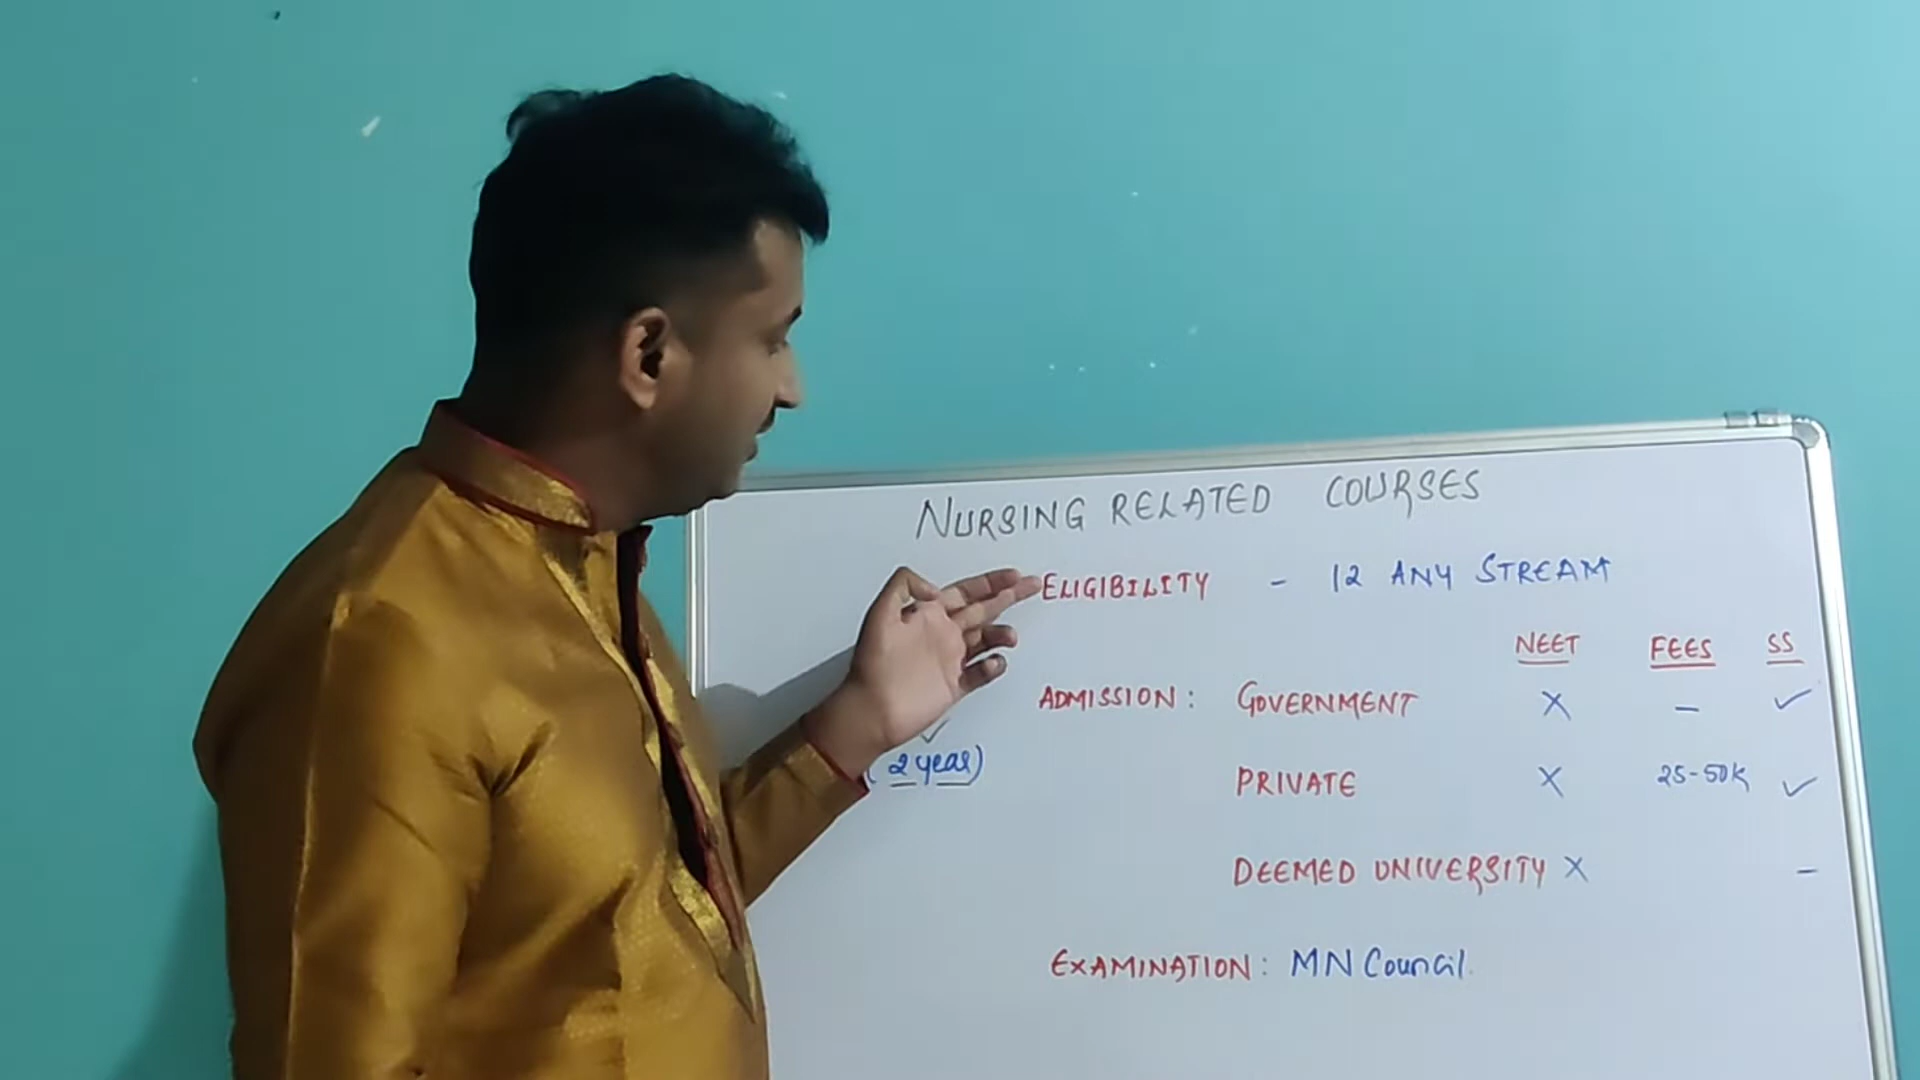 NURSING RELATED COURSES
ELIGIBILITY - 12 ANY STREAM
NEET FEES SS
ADMISSION: GOVERNMENT X - ✓
✓
(2 year)
PRIVATE X 25-50K ✓
DEEMED UNIVERSITY X -
EXAMINATION: MN Council.